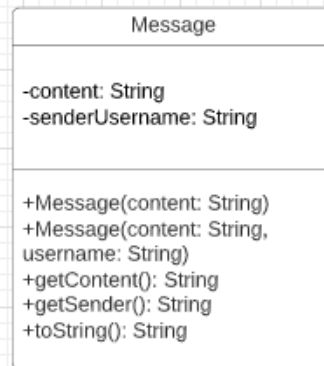 Message
-content: String
-senderUsername: String
+Message(content: String)
+Message(content: String,
username: String)
+getContent(): String
+getSender(): String
+toString(): String